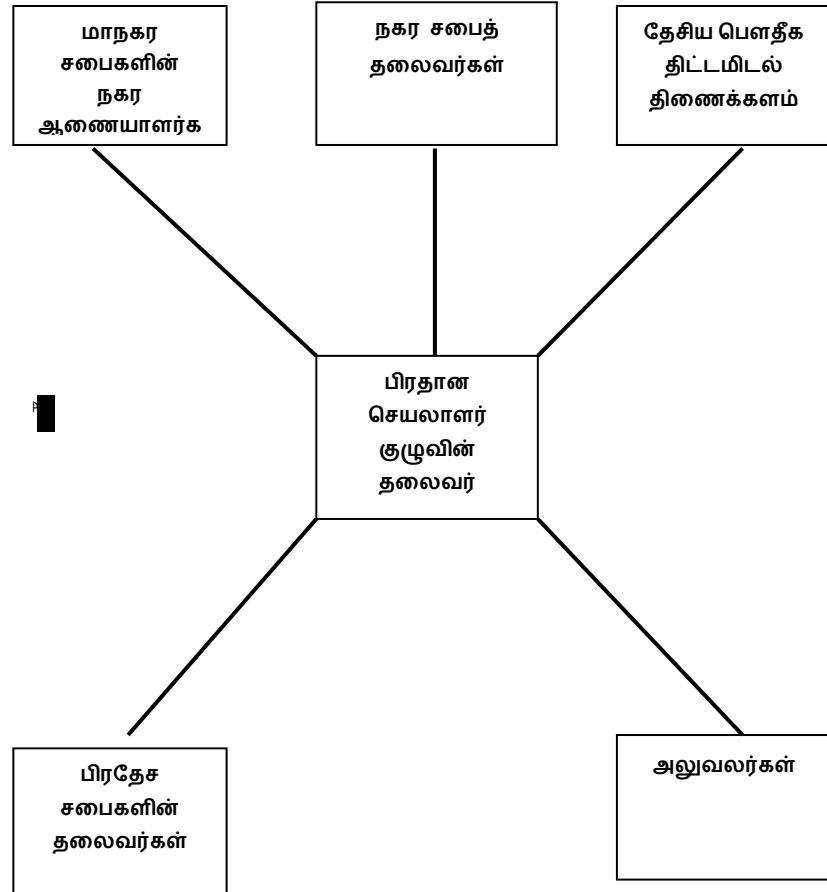 மாநகர
சபைகளின்
நகர
ஆணையாளர்க
நகர சபைத்
தலைவர்கள்
தேசிய பௌதீக
திட்டமிடல்
திணைக்களம்
பிரதான
செயலாளர்
குழுவின்
தலைவர்
பிரதேச
சபைகளின்
தலைவர்கள்
அலுவலர்கள்